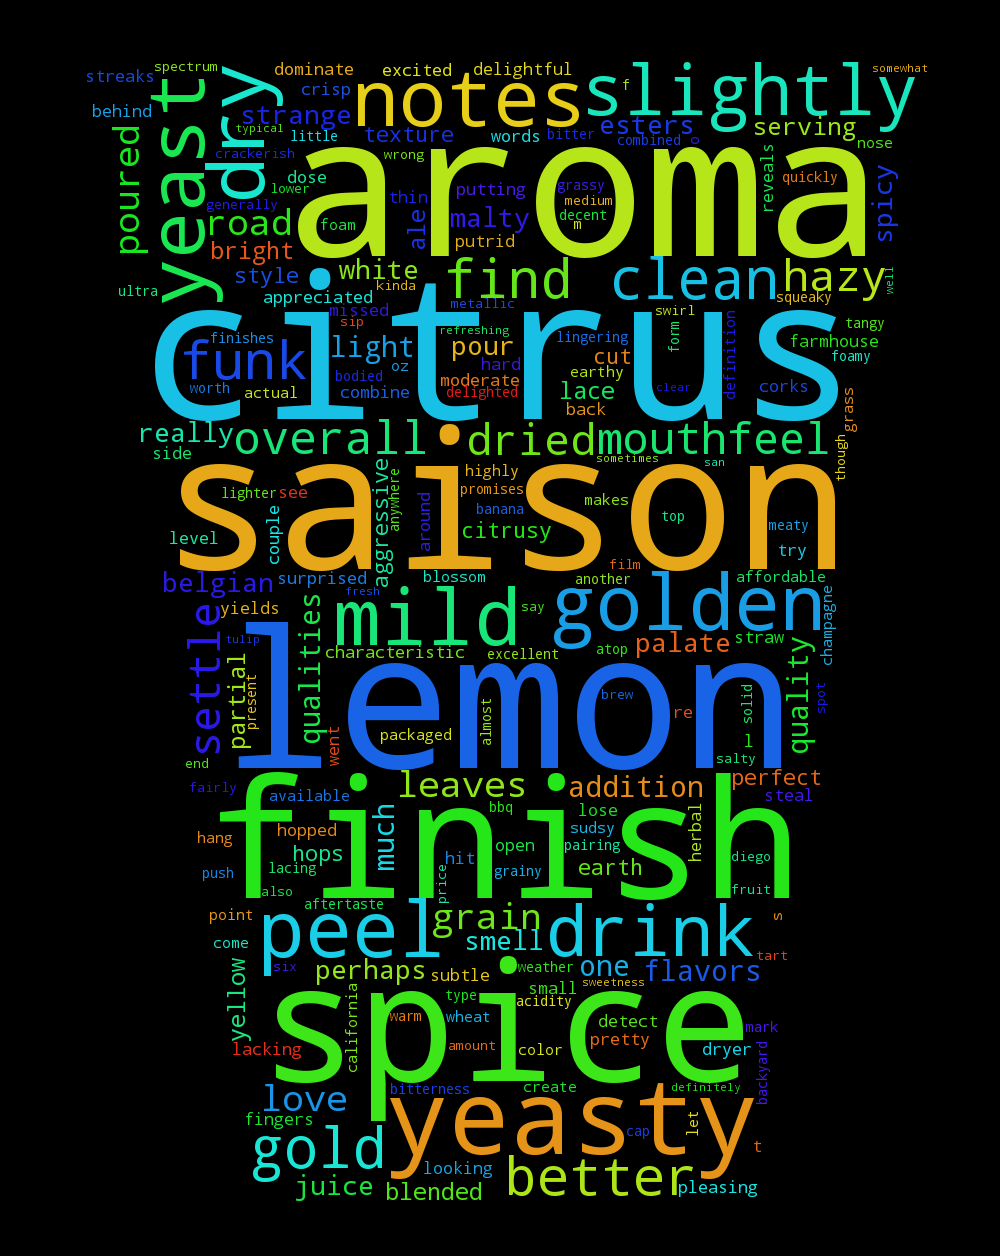 streaks spectrum dominate excited delightful slightly somewhat
behind yeast dry crisp notes f
strange typical little texture words bitter esters combined o serving nose
poured crackerish wrong aroma reveals quickly spicy
lower dose generally thin putting grassy medium
road foam ale malty decent m
bright putrid
style white kinda find clean hazy well
ultra appreciated squeaky
missed sip metallic swirl
citrus refreshing lingering form definition tangy
finishes funk light pour cut farmhouse foamy
worth actual bodied oz combine hard moderate delighted earthy lace back clear corks grass
really side overall dried mouthfeel though
sometimes san
saison
lighter see aggressive anywhere highly promises makes
level couple around banana citrusy top meaty try
belgian surprised fresh blossom film another affordable
settle yields qualities mild say golden champagne
tulip characteristic excellent atop palate straw
partial present lemon almost brew quality spot solid
went packaged re l
end salty
fairly available leaves addition perfect steal
finish bbq lose
hang hopped much sudsy herbal
hops open pairing
push lacing hit grainy earth diego
also price fruit
point aftertaste peel grain drink s
come smell tart
six perhaps subtle weather one flavors
yellow spice type small sweetness
california acidity
warm wheat detect mark
lacking amount color pretty dryer backyard
love bitterness create definitely
fingers yeasty cap let
gold t
looking
juice blended better pleasing